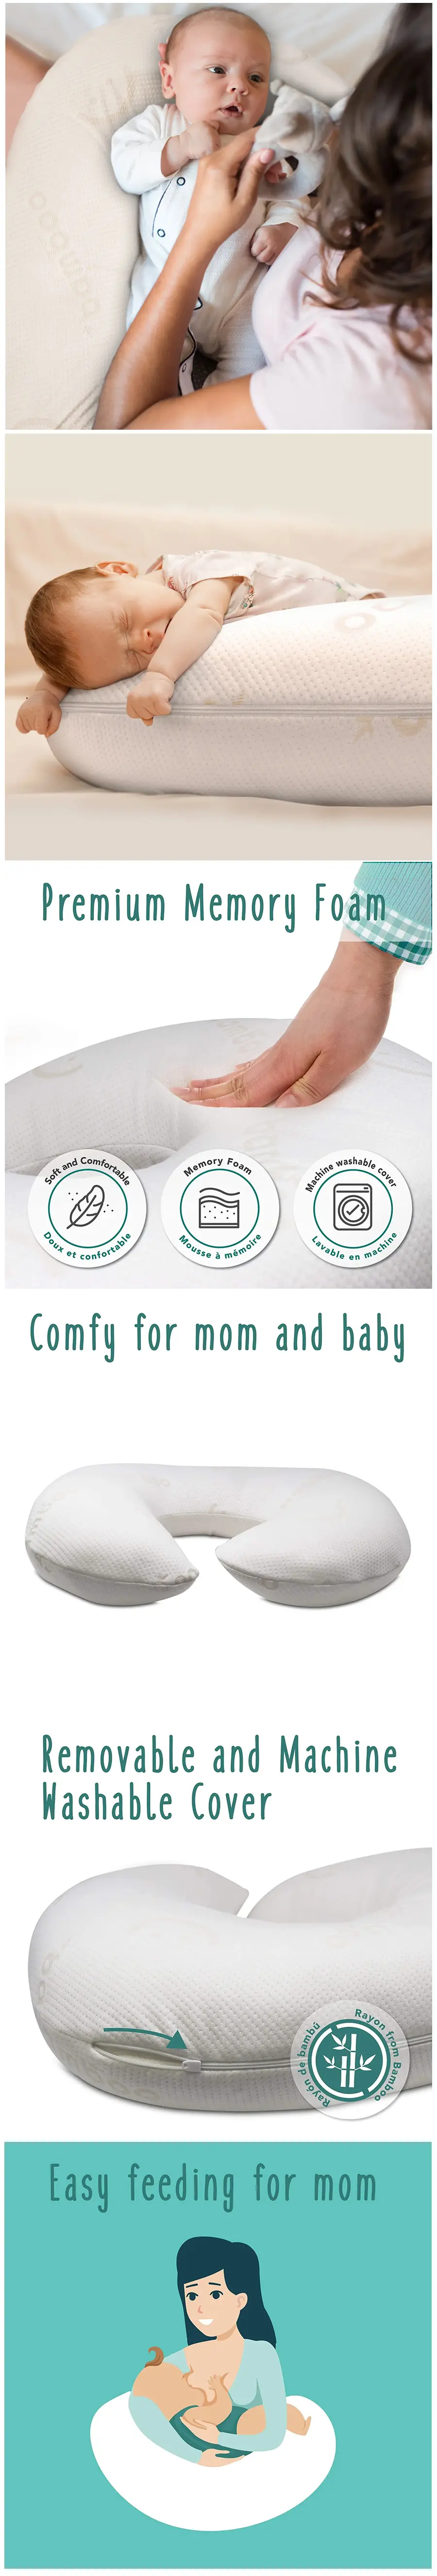 Premium Memory Foam
Soft and Comfortable
Doux et confortable
Memory Foam
Mousse à mémoire
Machine washable cover
Lavable en machine
Comfy for mom and baby
Removable and Machine
Washable Cover
Rayon from Bamboo
Rayón de bambú
Easy feeding for mom